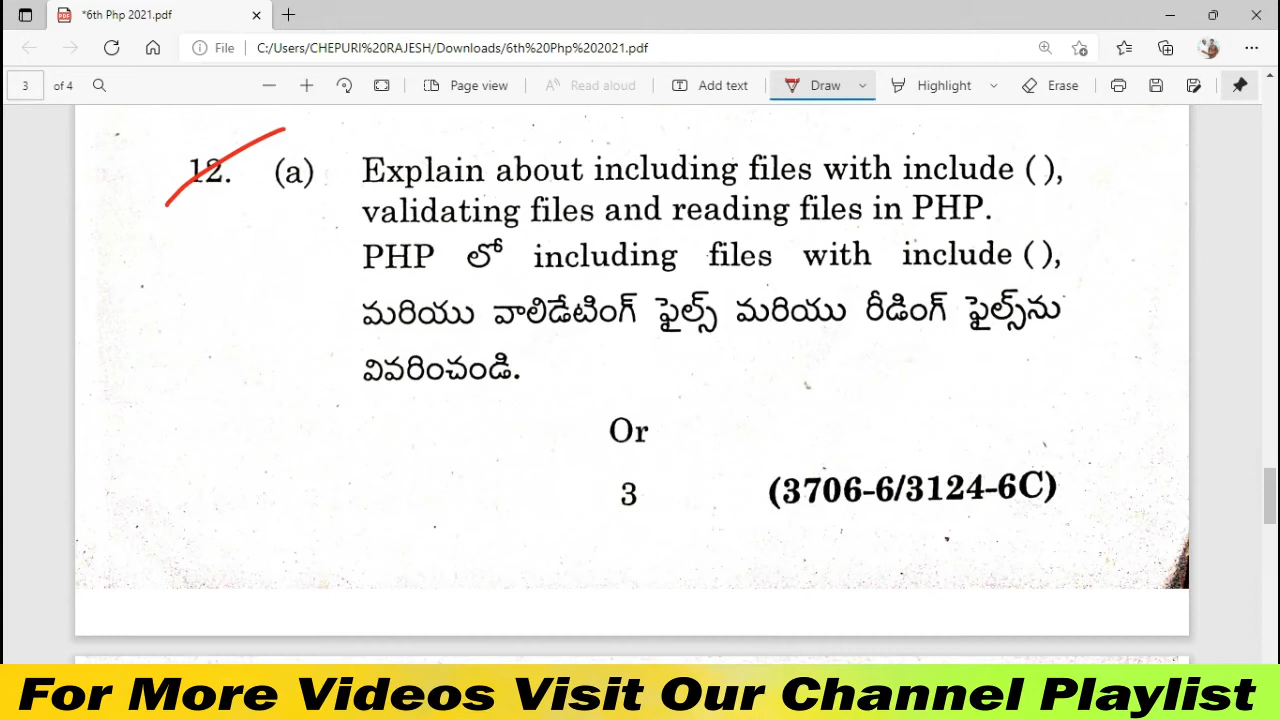 *6th Php 2021.pdf
File C:/Users/CHEPURI%20RAJESH/Downloads/6th%20Php%202021.pdf
3 of 4 Page view Read aloud Add text Draw Highlight Erase
12. (a) Explain about including files with include ( ),
validating files and reading files in PHP.
PHP లో including files with include ( ),
మరియు వాలిడేటింగ్ ఫైల్స్ మరియు రీడింగ్ ఫైల్స్‌ను
వివరించండి.
Or
3 (3706-6/3124-6C)
For More Videos Visit Our Channel Playlist